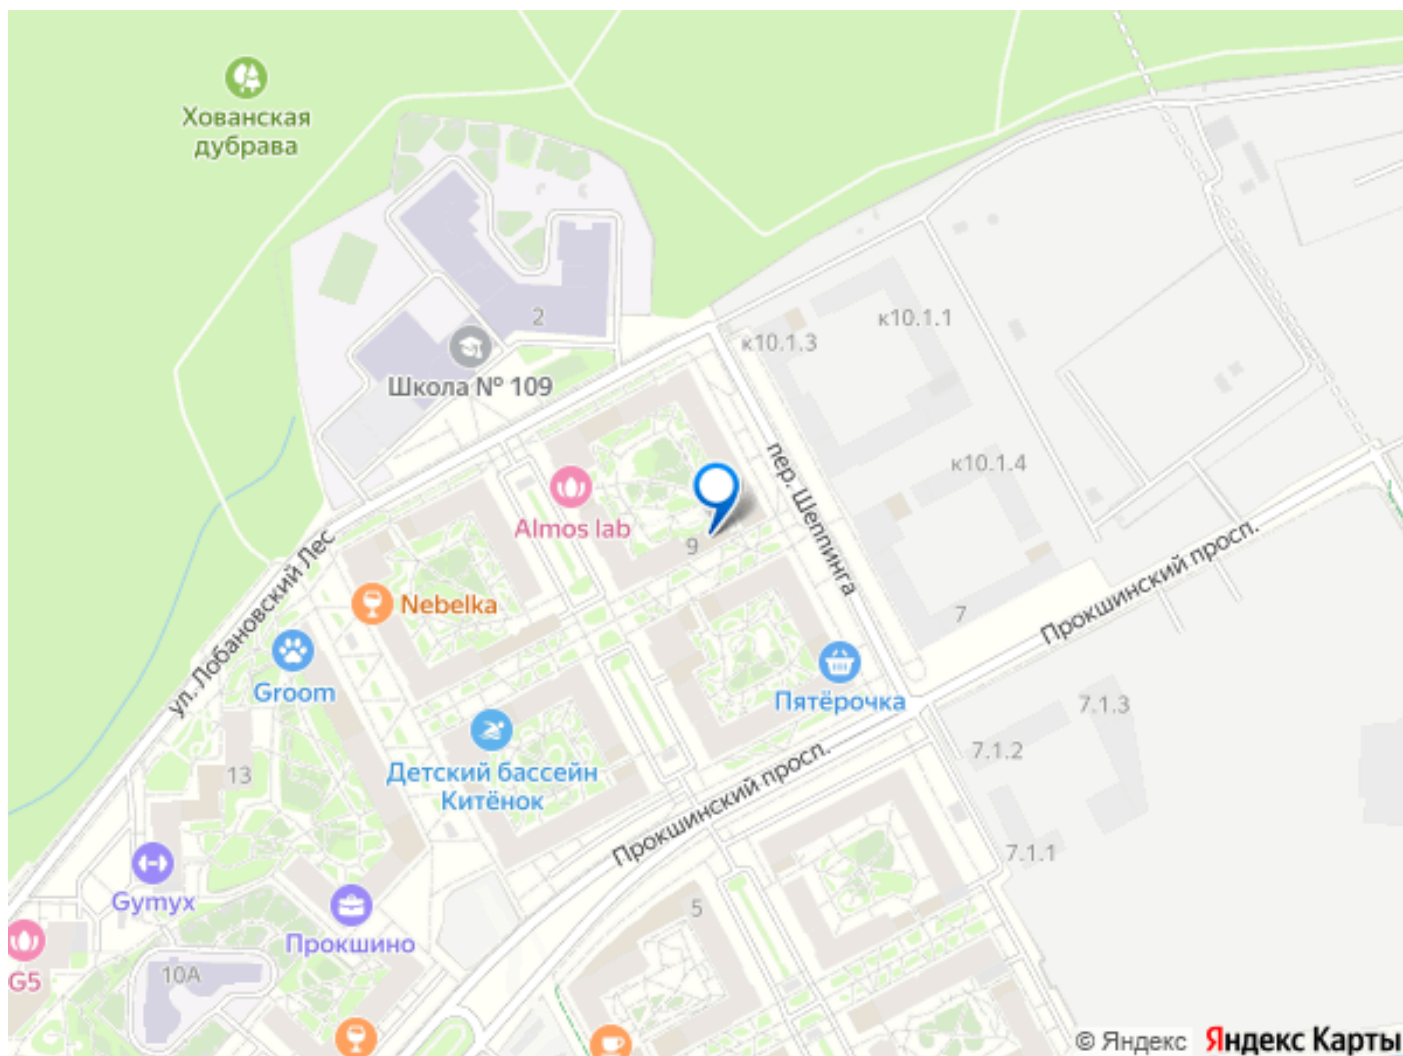 Хованская
дубрава
к10.1.1
2
к10.1.3
Школа № 109
пер. Шеппинга
к10.1.4
Almos lab
9
Прокшинский просп.
ул. Лобановский Лес
Nebelka
7
Groom
Пятёрочка
7.1.3
7.1.2
13
Детский бассейн
Китёнок
Прокшинский просп.
7.1.1
Gymyx
5
Прокшино
10А
G5
© Яндекс Яндекс Карты